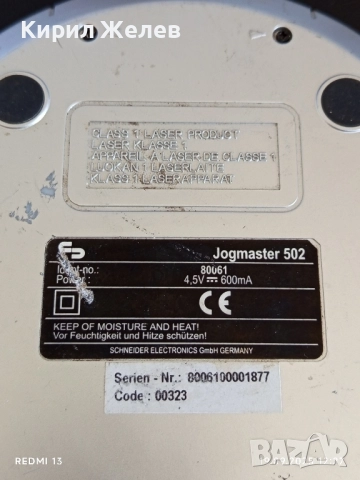 Кирил Желев
CLASS 1 LASER PRODUCT
LASER KLASSE 1
APPAREIL A LASER DE CLASSE 1
LUOKAN 1 LASERLAITE
KLASS 1 LASERAPPARAT
Jogmaster 502
Ident-no.: 80061
Power: 4,5V 600mA
CE
KEEP OF MOISTURE AND HEAT!
Vor Feuchtigkeit und Hitze schützen!
SCHNEIDER ELECTRONICS GmbH GERMANY
Serien - Nr.: 8006100001877
Code : 00323
REDMI 13
BAZAR